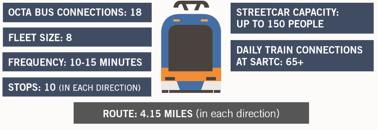 OCTA BUS CONNECTIONS: 18
FLEET SIZE: 8
FREQUENCY: 10-15 MINUTES
STOPS: 10 (IN EACH DIRECTION)
STREETCAR CAPACITY:
UP TO 150 PEOPLE
DAILY TRAIN CONNECTIONS
AT SARTC: 65+
ROUTE: 4.15 MILES (in each direction)